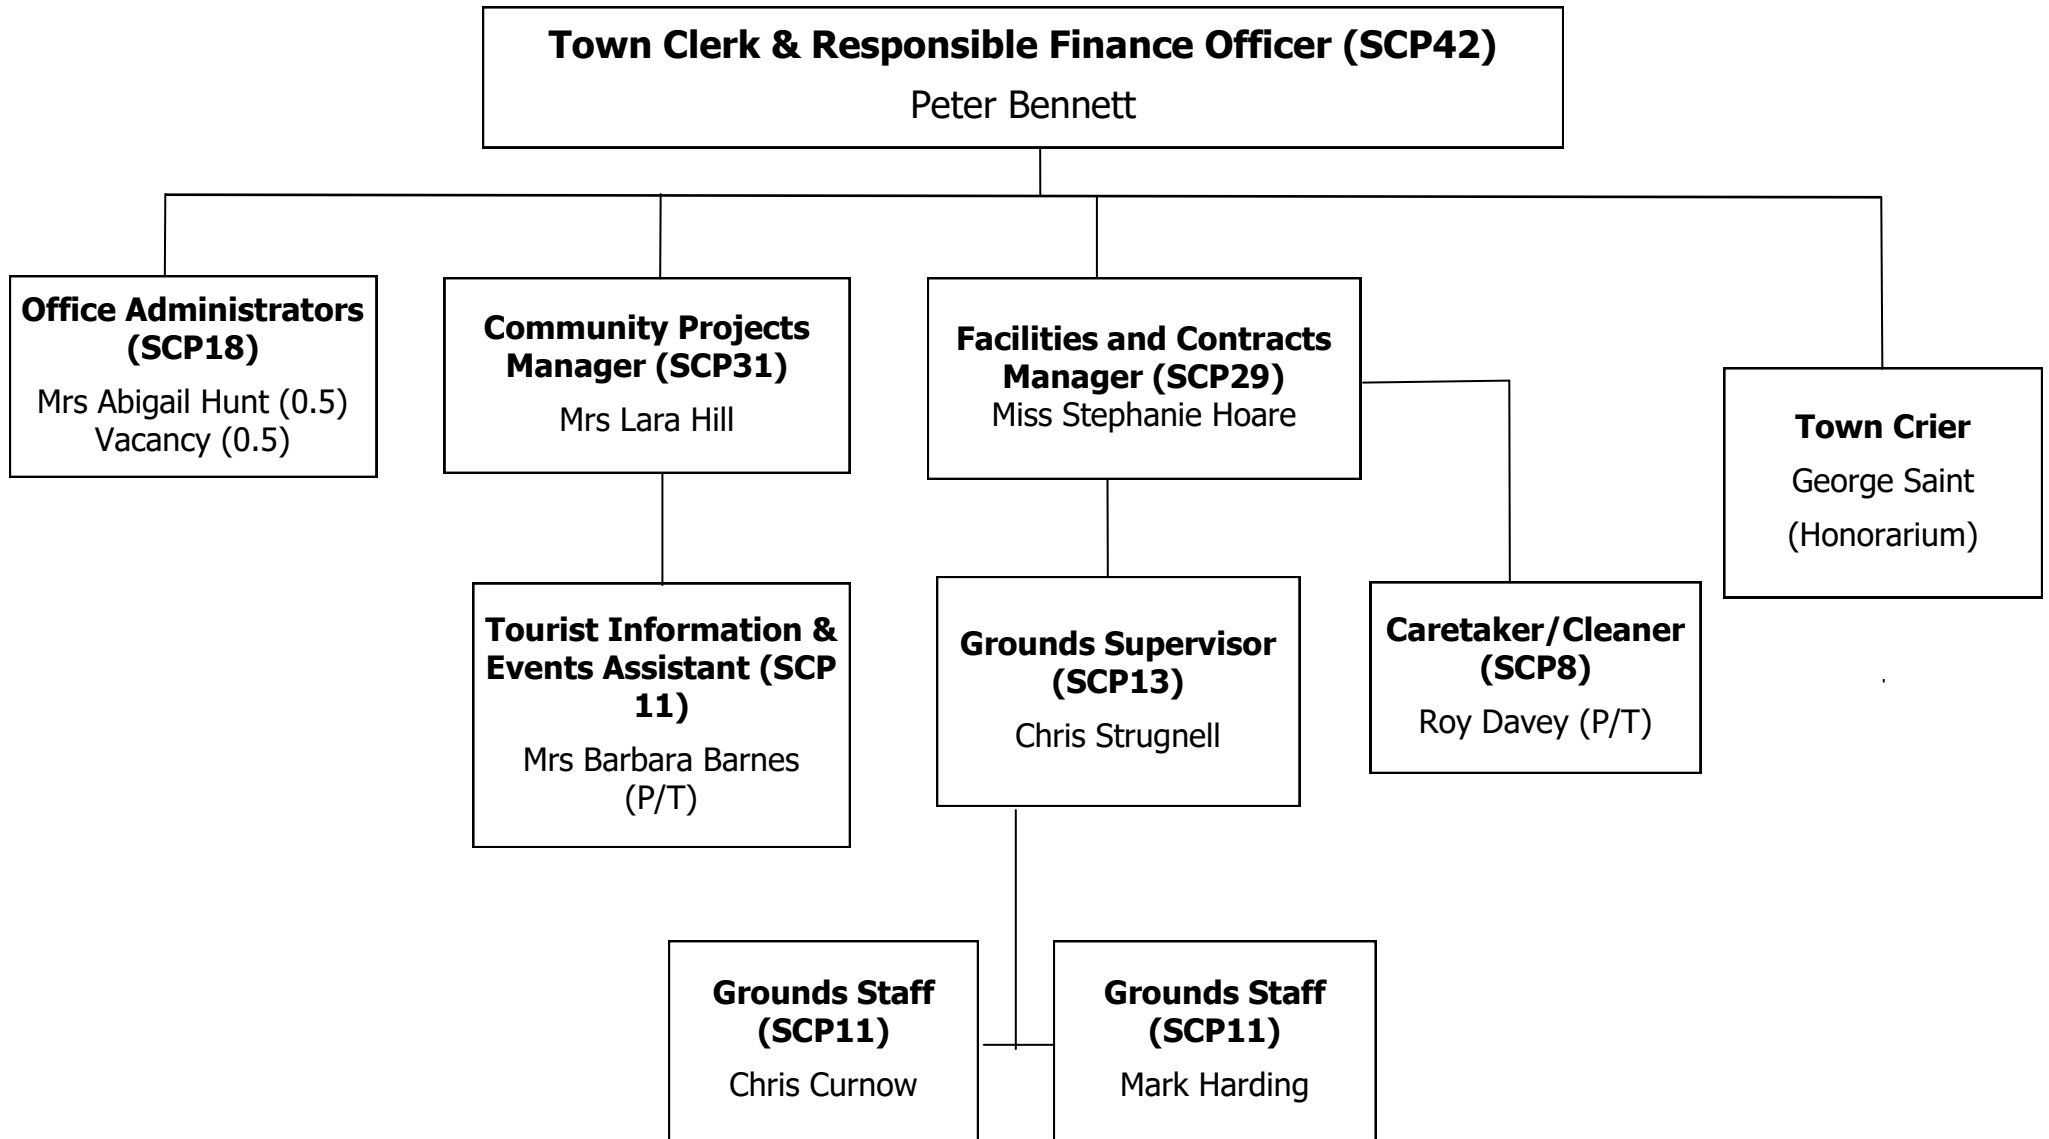 Town Clerk & Responsible Finance Officer (SCP42)
Peter Bennett
Office Administrators
(SCP18)
Mrs Abigail Hunt (0.5)
Vacancy (0.5)
Community Projects
Manager (SCP31)
Mrs Lara Hill
Facilities and Contracts
Manager (SCP29)
Miss Stephanie Hoare
Town Crier
George Saint
(Honorarium)
Tourist Information &
Events Assistant (SCP
11)
Mrs Barbara Barnes
(P/T)
Grounds Supervisor
(SCP13)
Chris Strugnell
Caretaker/Cleaner
(SCP8)
Roy Davey (P/T)
Grounds Staff
(SCP11)
Chris Curnow
Grounds Staff
(SCP11)
Mark Harding